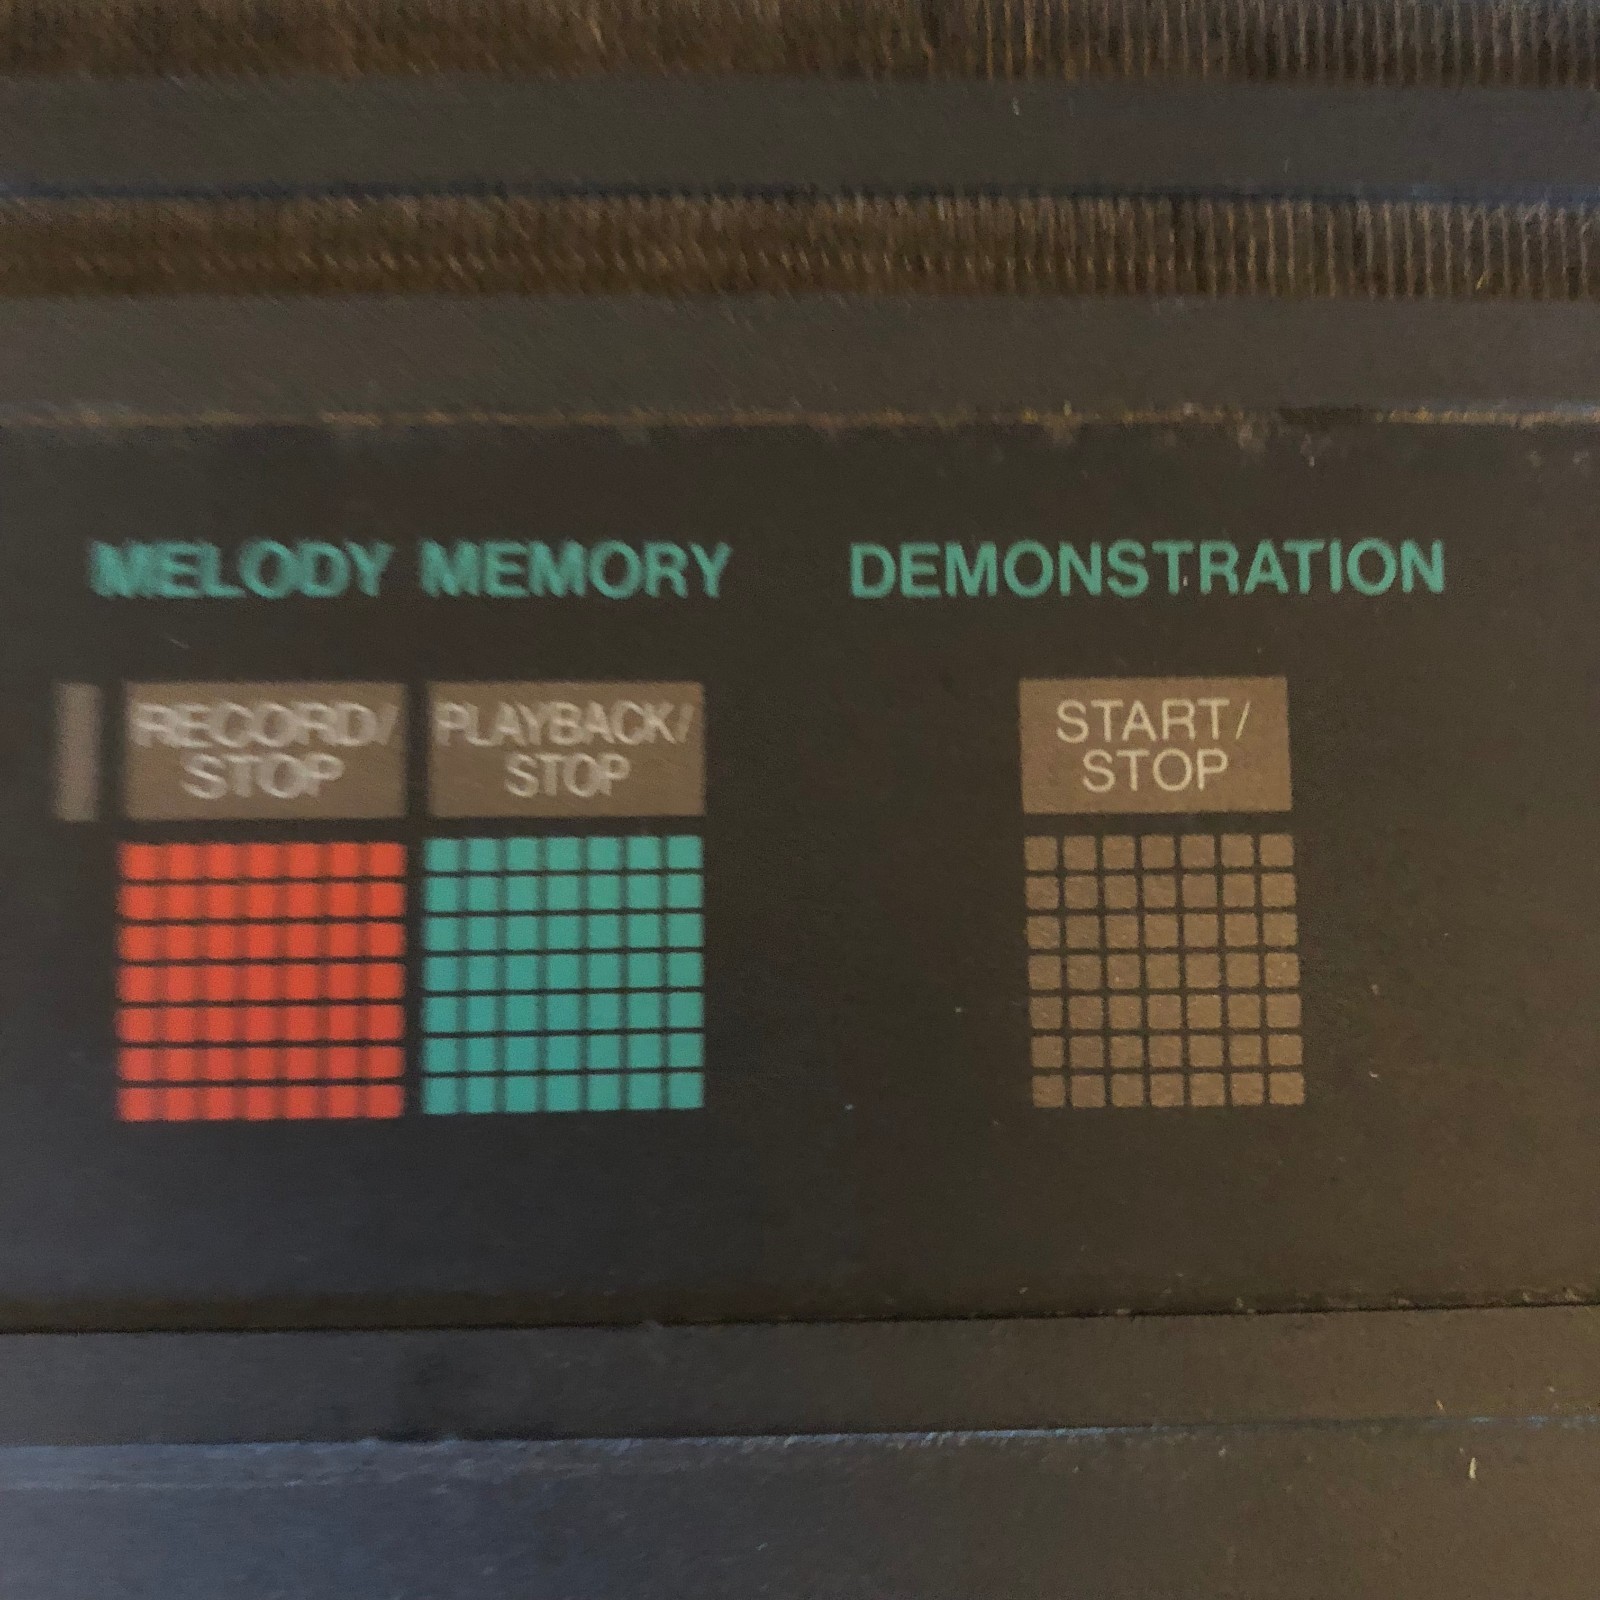 MELODY MEMORY
DEMONSTRATION
RECORD/
STOP
PLAYBACK/
STOP
START/
STOP